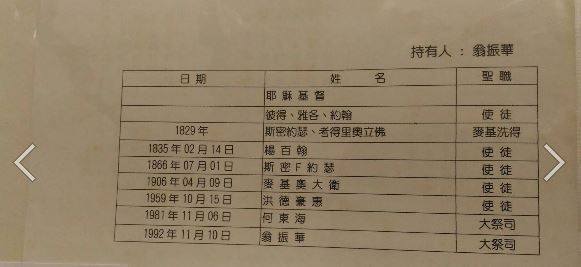 持有人 : 翁振華
日期 姓名 聖職
耶穌基督
彼得、雅各、約翰 使徒
1829年 斯密約瑟、考得里奧立佛 麥基洗得
1835年02月14日 楊百翰 使徒
1866年07月01日 斯密F約瑟 使徒
1906年04月09日 麥基奧大衛 使徒
1959年10月15日 洪德豪惠 使徒
1981年11月06日 何東海 大祭司
1992年11月10日 翁振華 大祭司